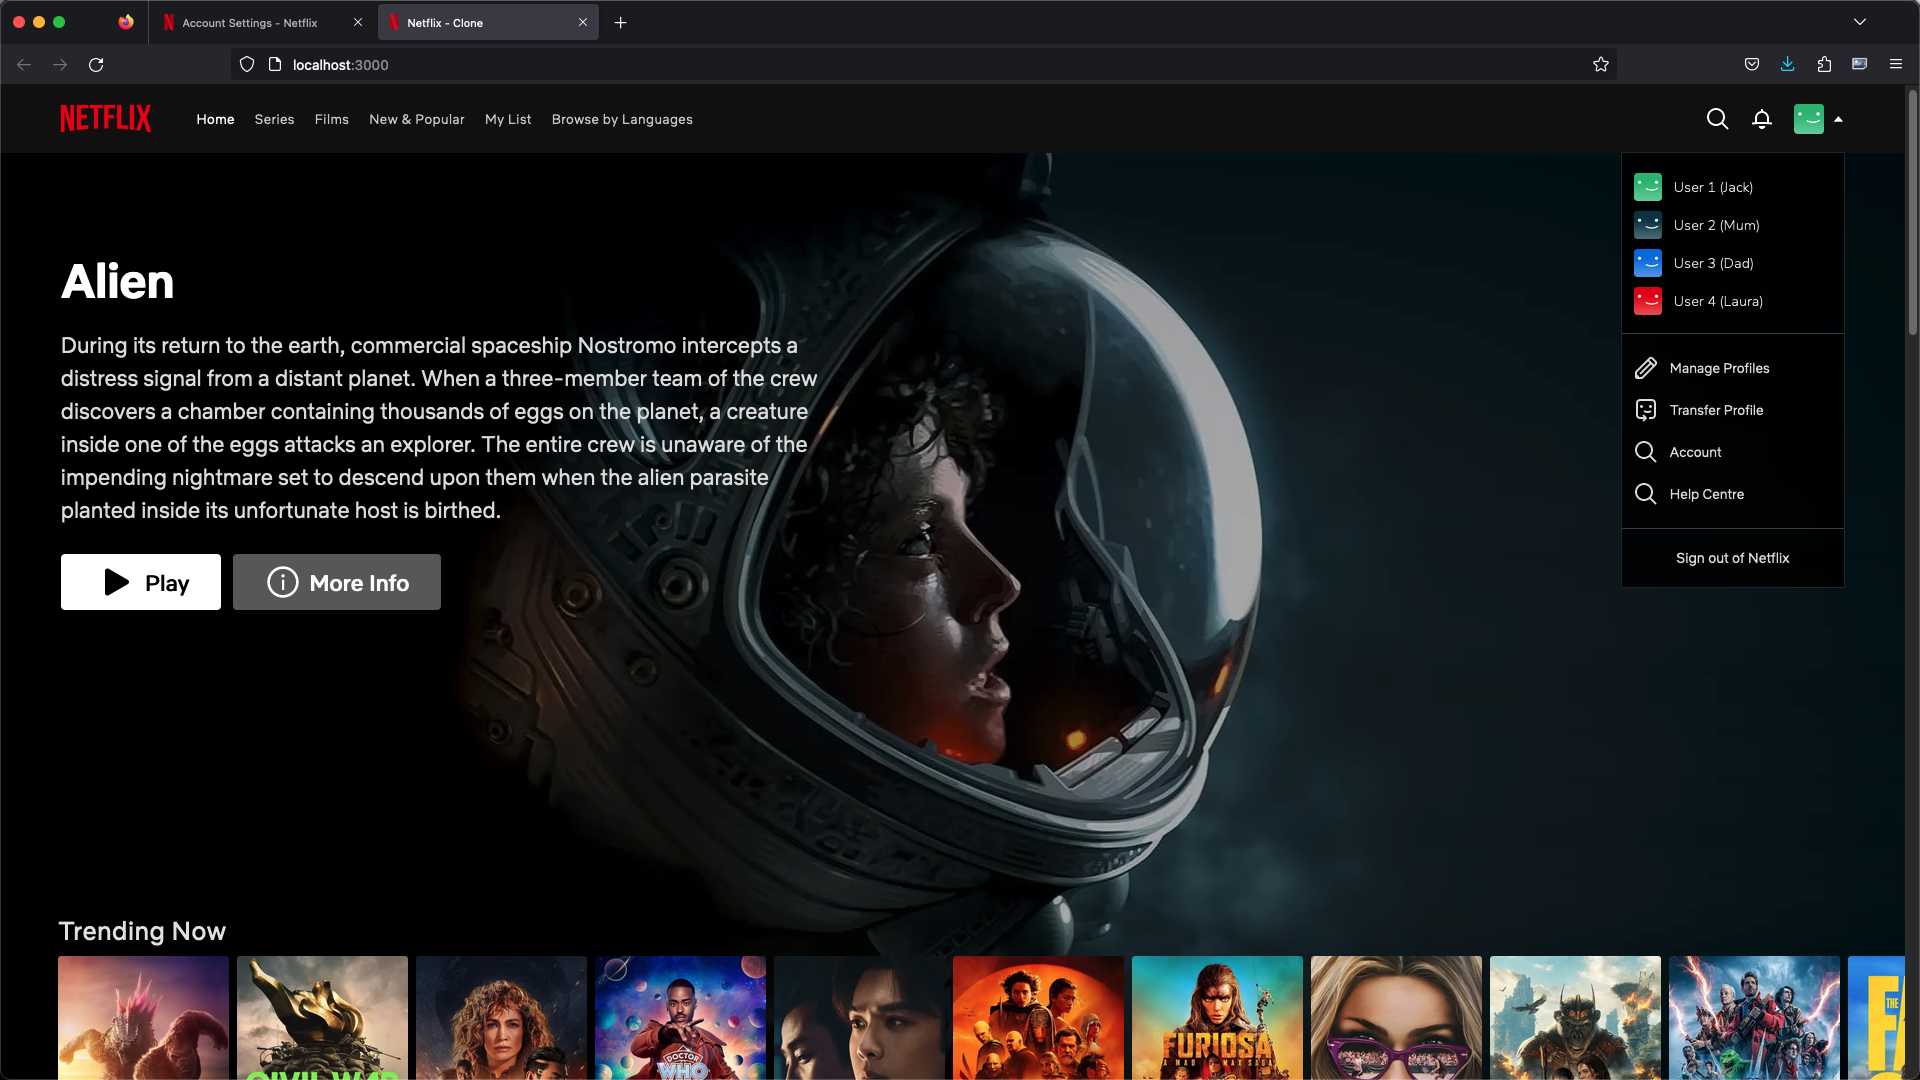 Account Settings - Netflix
Netflix - Clone
localhost:3000
NETFLIX
Home
Series
Films
New & Popular
My List
Browse by Languages
User 1 (Jack)
User 2 (Mum)
User 3 (Dad)
User 4 (Laura)
Manage Profiles
Transfer Profile
Account
Help Centre
Sign out of Netflix
Alien
During its return to the earth, commercial spaceship Nostromo intercepts a
distress signal from a distant planet. When a three-member team of the crew
discovers a chamber containing thousands of eggs on the planet, a creature
inside one of the eggs attacks an explorer. The entire crew is unaware of the
impending nightmare set to descend upon them when the alien parasite
planted inside its unfortunate host is birthed.
Play
More Info
Trending Now
CIVIL WAR
DOCTOR
WHO
FURIOSA
A MAD MAX SAGA
THE